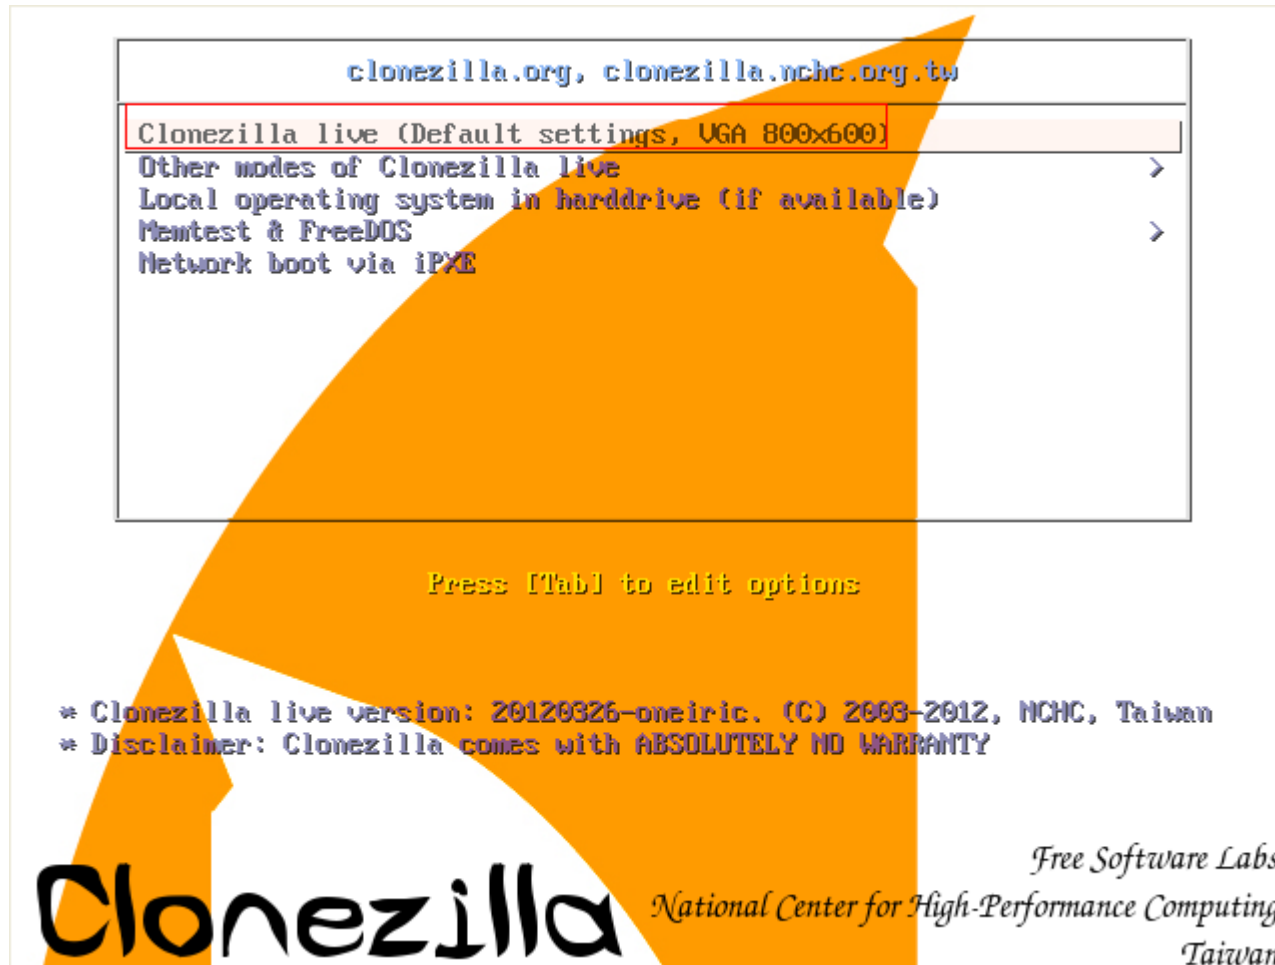 clonezilla.org, clonezilla.nchc.org.tw
Clonezilla live (Default settings, VGA 800x600)
Other modes of Clonezilla live >
Local operating system in harddrive (if available)
Memtest & FreeDOS >
Network boot via iPXE
Press [Tab] to edit options
* Clonezilla live version: 20120326-oneiric. (C) 2003-2012, NCHC, Taiwan
* Disclaimer: Clonezilla comes with ABSOLUTELY NO WARRANTY
Free Software Labs
Clonezilla National Center for High-Performance Computing
Taiwan